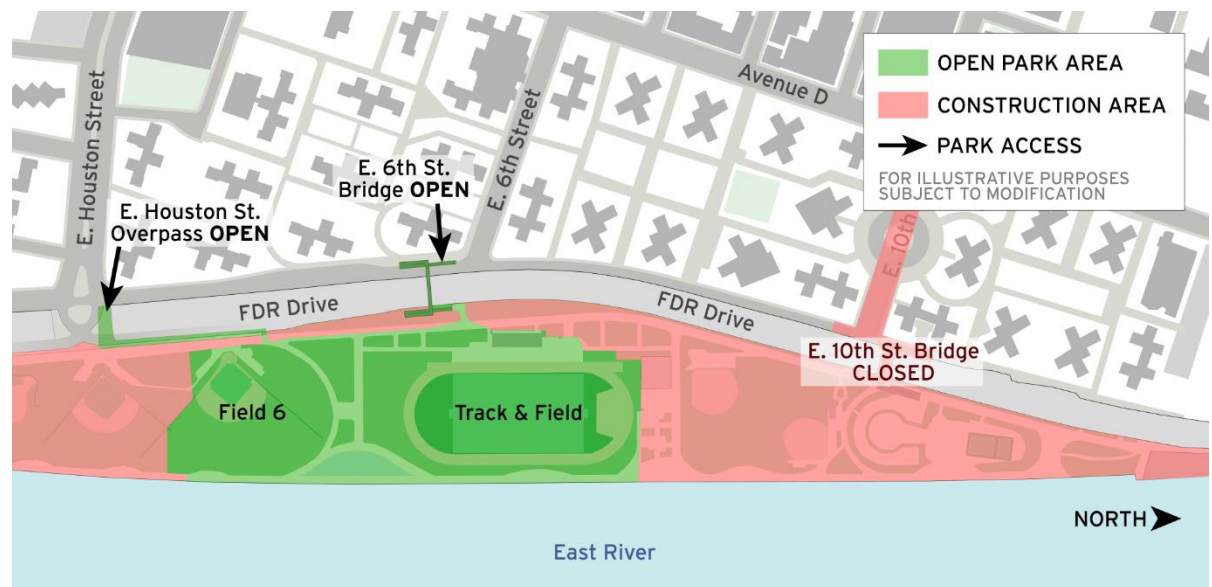 OPEN PARK AREA
CONSTRUCTION AREA
PARK ACCESS
FOR ILLUSTRATIVE PURPOSES
SUBJECT TO MODIFICATION
Avenue D
E. Houston Street
E. 6th Street
E. 10th
E. 6th St.
Bridge OPEN
E. Houston St.
Overpass OPEN
FDR Drive
FDR Drive
E. 10th St. Bridge
CLOSED
Field 6
Track & Field
NORTH
East River